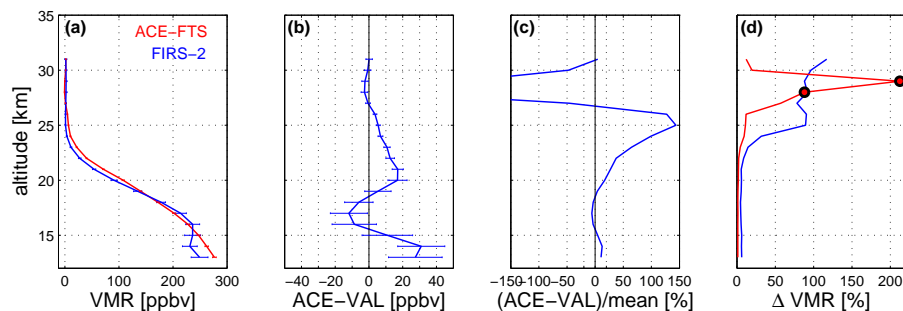 (a)
ACE−FTS
FIRS−2
(b)
(c)
(d)
35
30
25
20
15
altitude [km]
0 100 200 300
VMR [ppbv]
−40 −20 0 20 40
ACE−VAL [ppbv]
−150 −100 −50 0 50 100 150
(ACE−VAL)/mean [%]
0 50 100 150 200
Δ VMR [%]